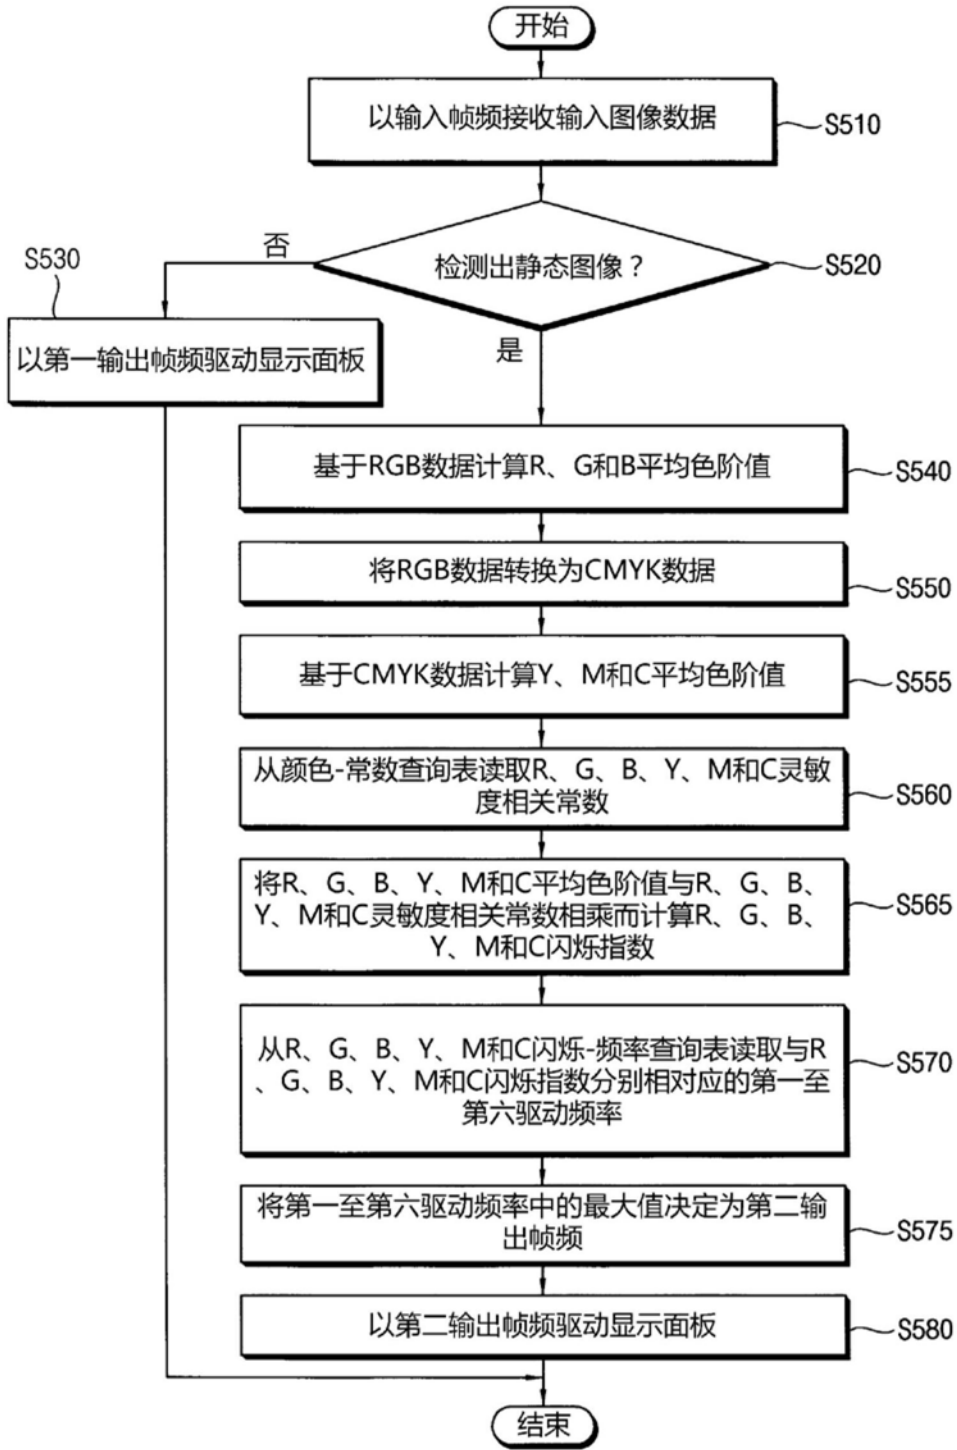 开始
以输入帧频接收输入图像数据
S510
检测出静态图像？
S520
否
是
S530
以第一输出帧频驱动显示面板
基于RGB数据计算R、G和B平均色阶值
S540
将RGB数据转换为CMYK数据
S550
基于CMYK数据计算Y、M和C平均色阶值
S555
从颜色-常数查询表读取R、G、B、Y、M和C灵敏
度相关常数
S560
将R、G、B、Y、M和C平均色阶值与R、G、B、
Y、M和C灵敏度相关常数相乘而计算R、G、B、
Y、M和C闪烁指数
S565
从R、G、B、Y、M和C闪烁-频率查询表读取与R
、G、B、Y、M和C闪烁指数分别相对应的第一至
第六驱动频率
S570
将第一至第六驱动频率中的最大值决定为第二输
出帧频
S575
以第二输出帧频驱动显示面板
S580
结束